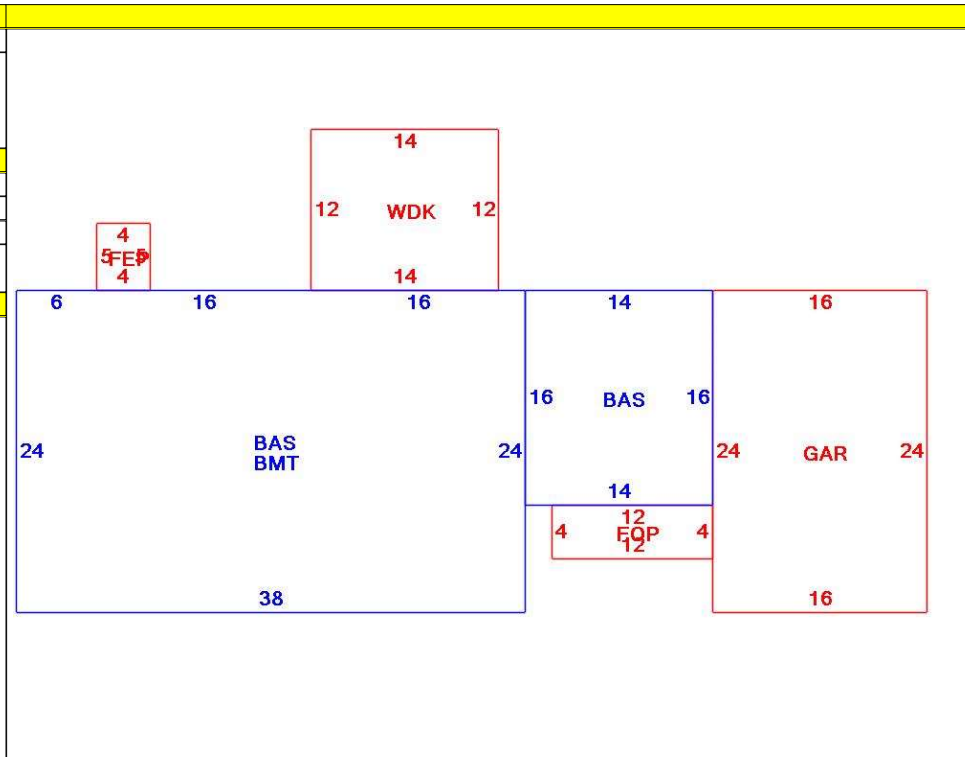 14
12 WDK 12
14
4
5 FEP 5
4
6 16 16 14 16
16 BAS 16
24 BAS 24
BMT
24 GAR 24
14
12
4 FOP 4
12
38 16